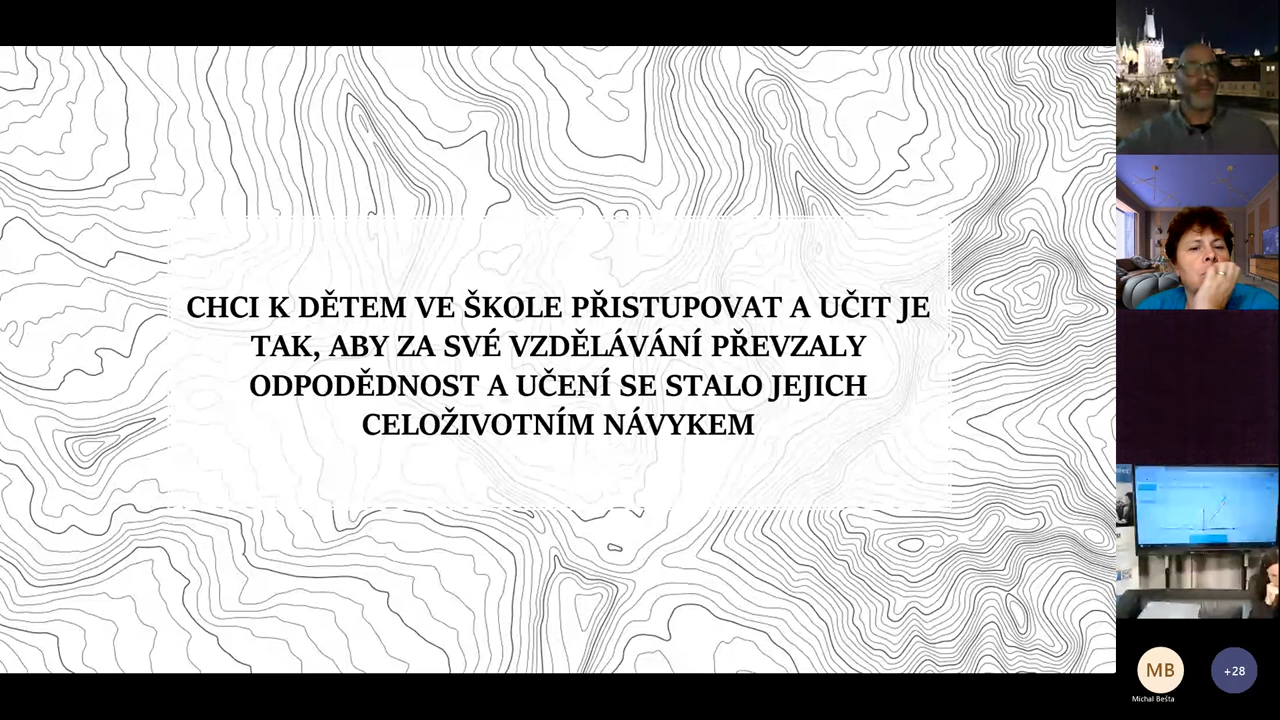 CHCI K DĚTEM VE ŠKOLE PŘISTUPOVAT A UČIT JE
TAK, ABY ZA SVÉ VZDĚLÁVÁNÍ PŘEVZALY
ODPODĚDNOST A UČENÍ SE STALO JEJICH
CELOŽIVOTNÍM NÁVYKEM
MB
+28
Michal Bešta